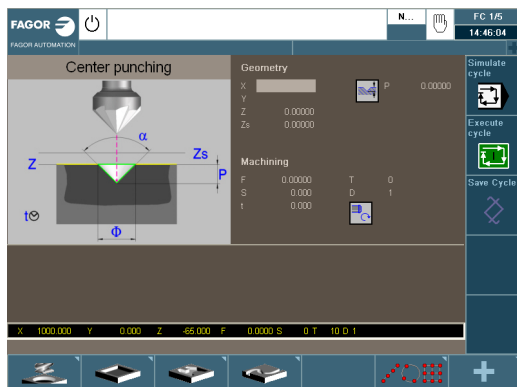 FAGOR
FAGOR AUTOMATION
N...
FC 1/5
14:46:04
Center punching
α
Z
Zs
P
t
Φ
Geometry
X
P 0.00000
Y
Z 0.00000
Zs 0.00000
Machining
F 0.00000 T 0
S 0.000 D 1
t 0.000
Simulate cycle
Execute cycle
Save Cycle
X 1000.000 Y 0.000 Z -65.000 F 0.0000 S 0 T 10 D 1